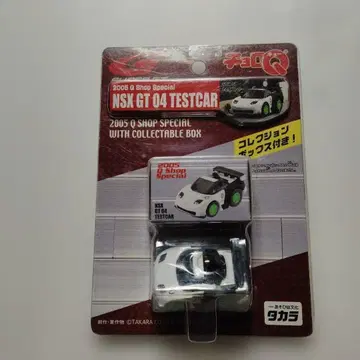 チョロQ
2005 Q Shop Special
NSX GT 04 TESTCAR
2005 Q SHOP SPECIAL
WITH COLLECTABLE BOX
コレクション
ボックス付き!
2005
Q Shop
Special
NSX
GT 04
TESTCAR
タカラ
©TAKARA CO.